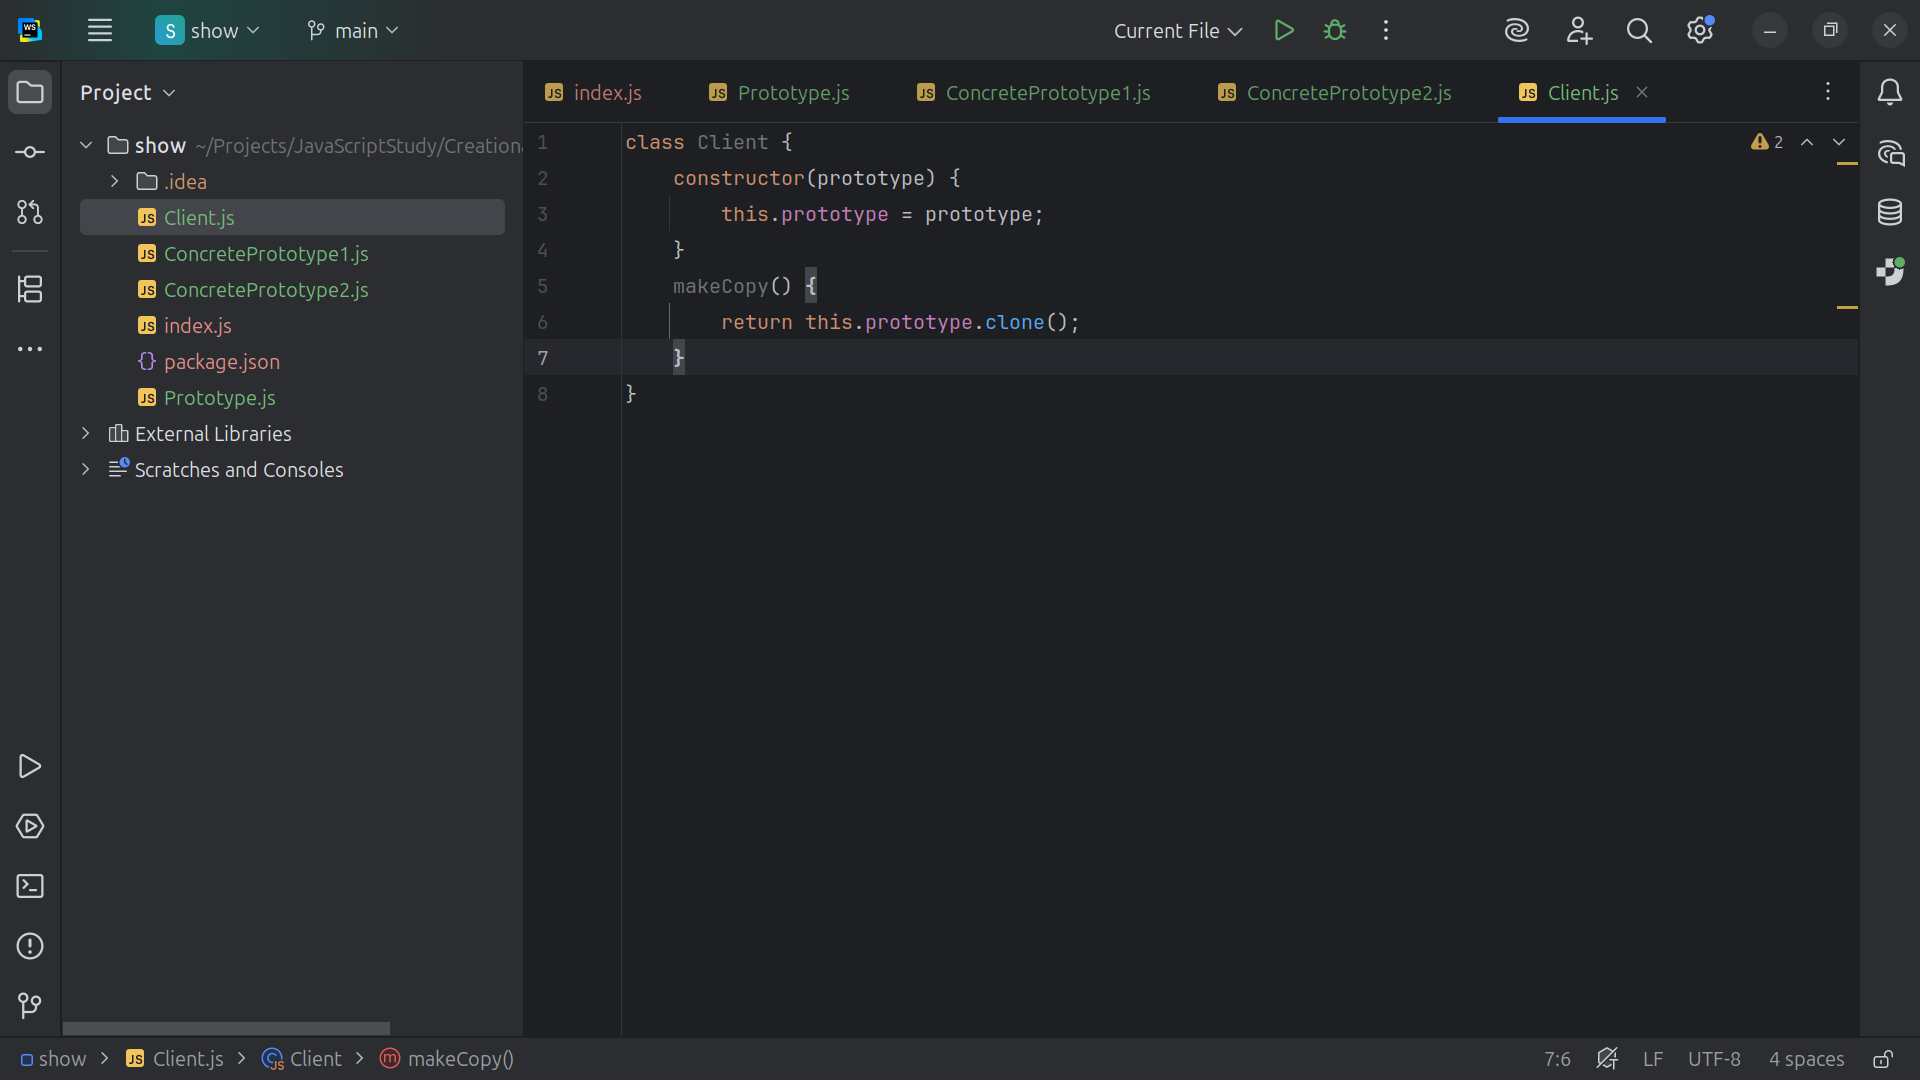 WS
S show
main
Current File
Project
index.js
Prototype.js
ConcretePrototype1.js
ConcretePrototype2.js
Client.js
show ~/Projects/JavaScriptStudy/Creation
.idea
Client.js
ConcretePrototype1.js
ConcretePrototype2.js
index.js
package.json
Prototype.js
External Libraries
Scratches and Consoles
1 class Client {
2 constructor(prototype) {
3 this.prototype = prototype;
4 }
5 makeCopy() {
6 return this.prototype.clone();
7 }
8 }
2
show
Client.js
Client
makeCopy()
7:6
LF
UTF-8
4 spaces